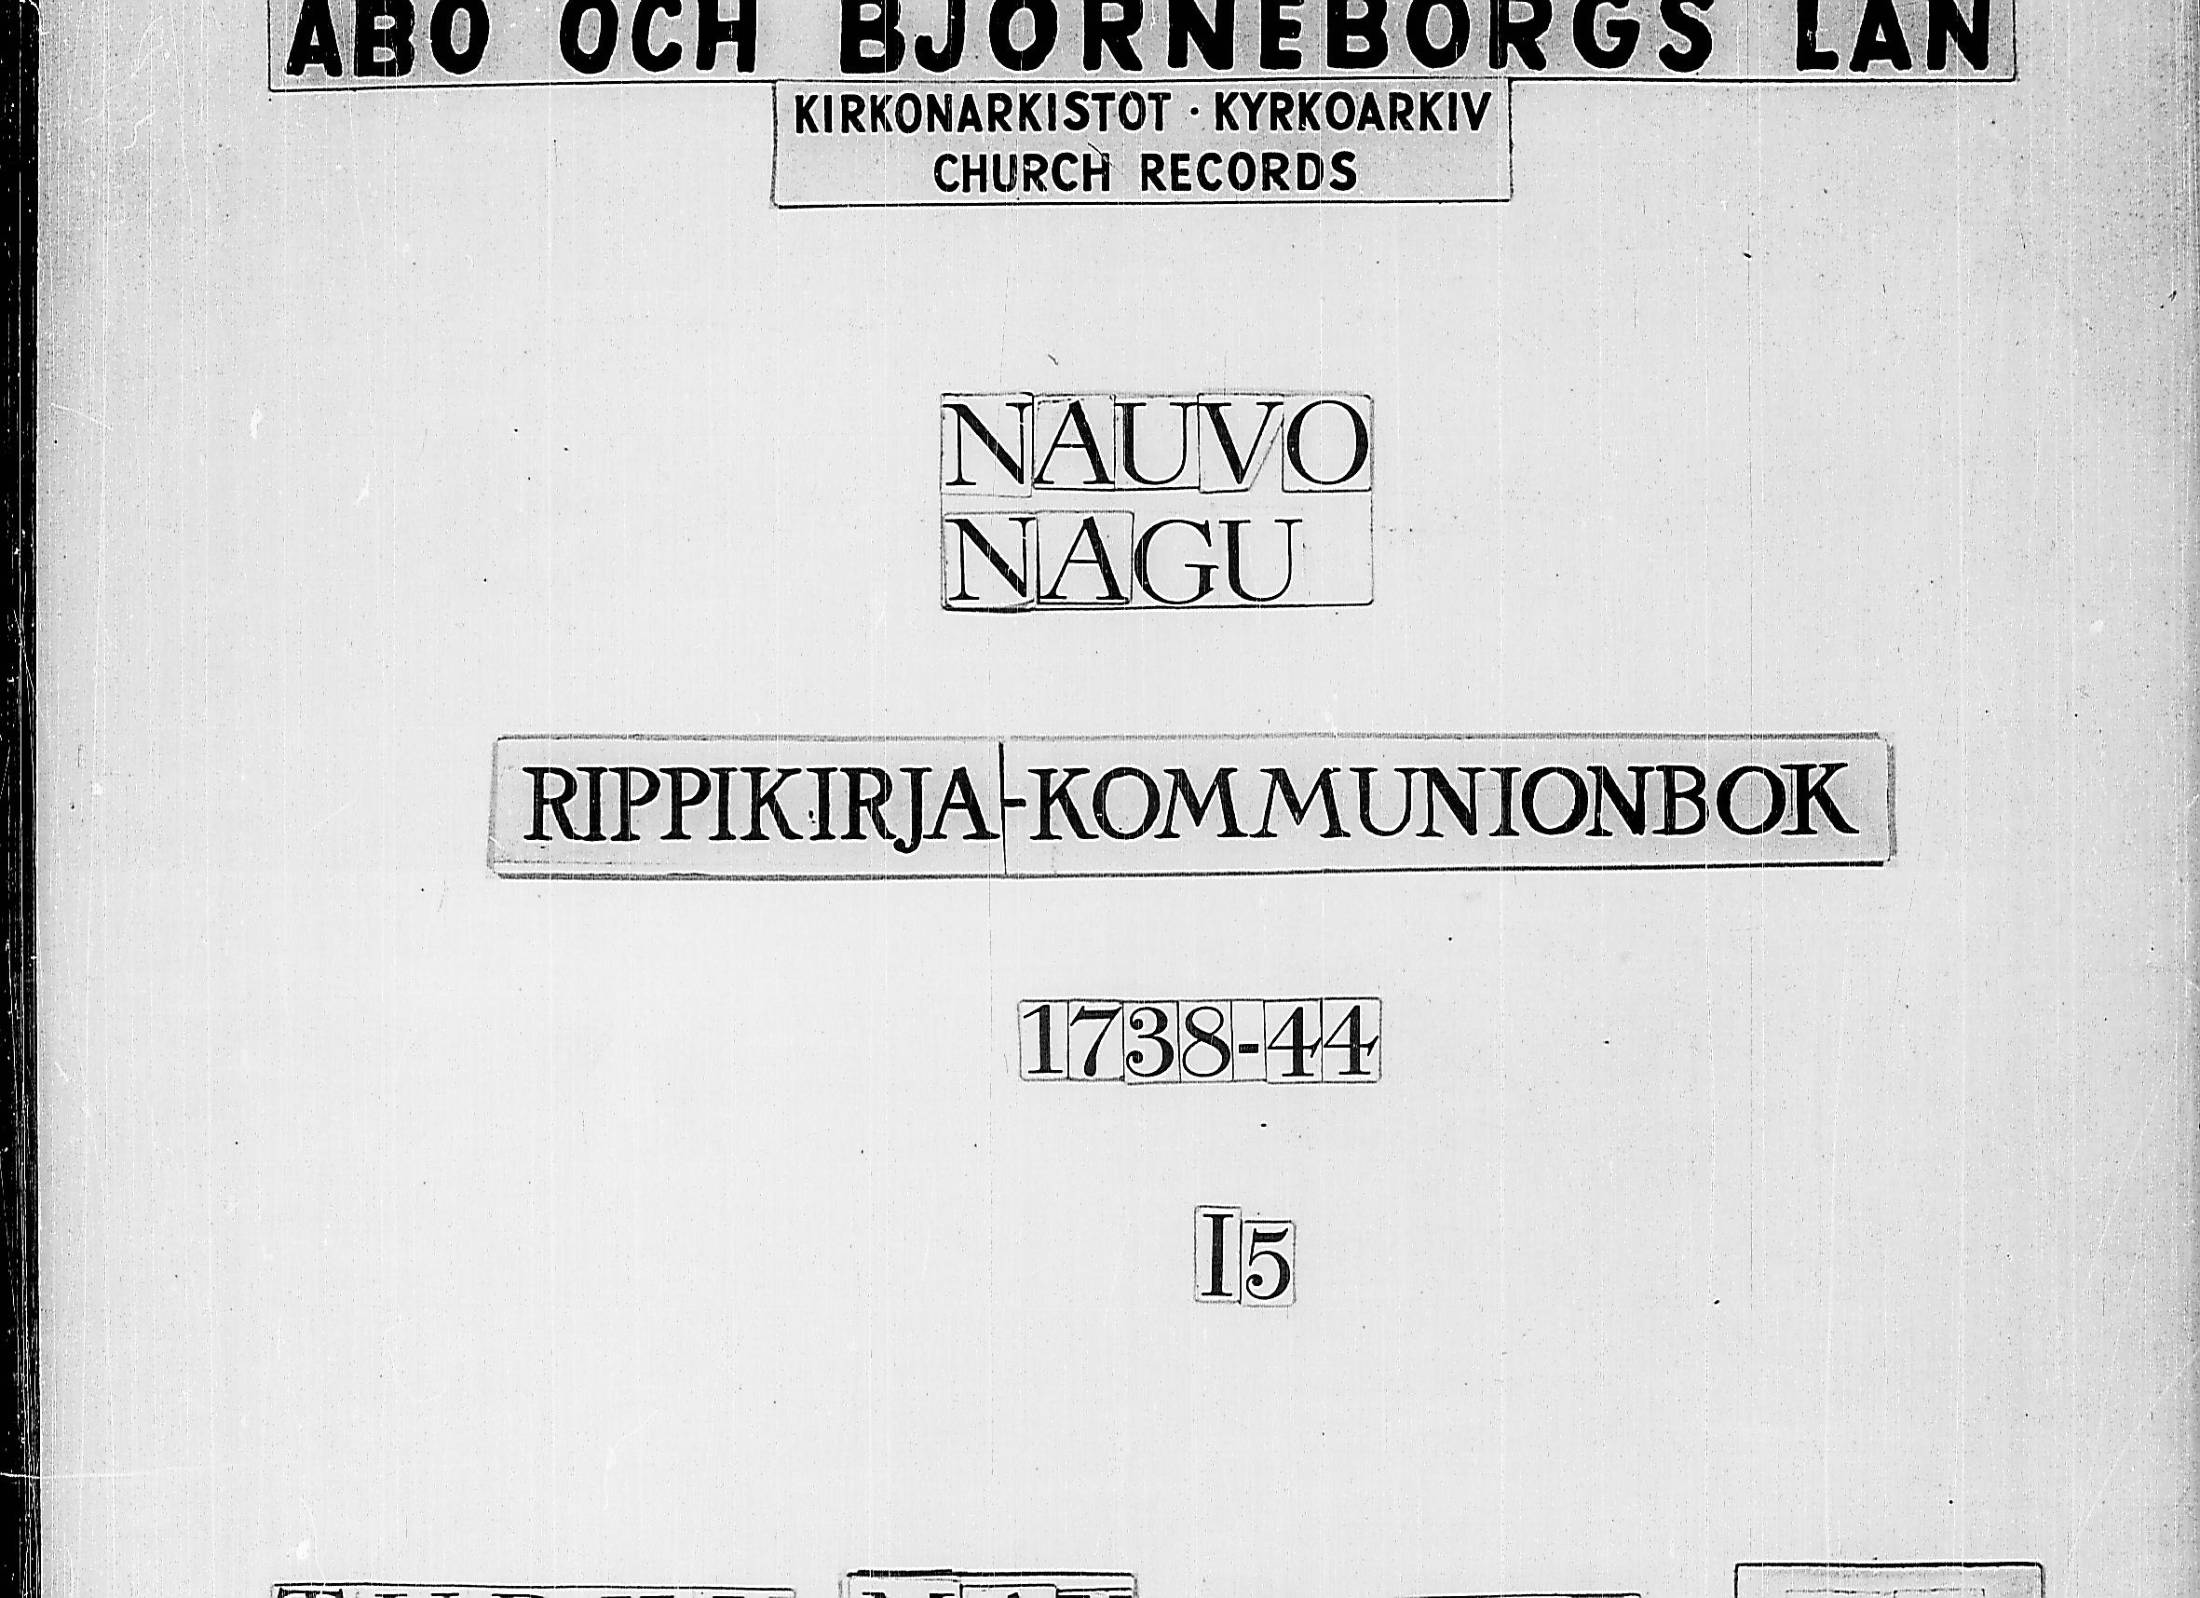 ÅBO OCH BJÖRNEBORGS LÄN
KIRKONARKISTOT · KYRKOARKIV
CHURCH RECORDS
NAUVO
NAGU
RIPPIKIRJA-KOMMUNIONBOK
1738-44
I5